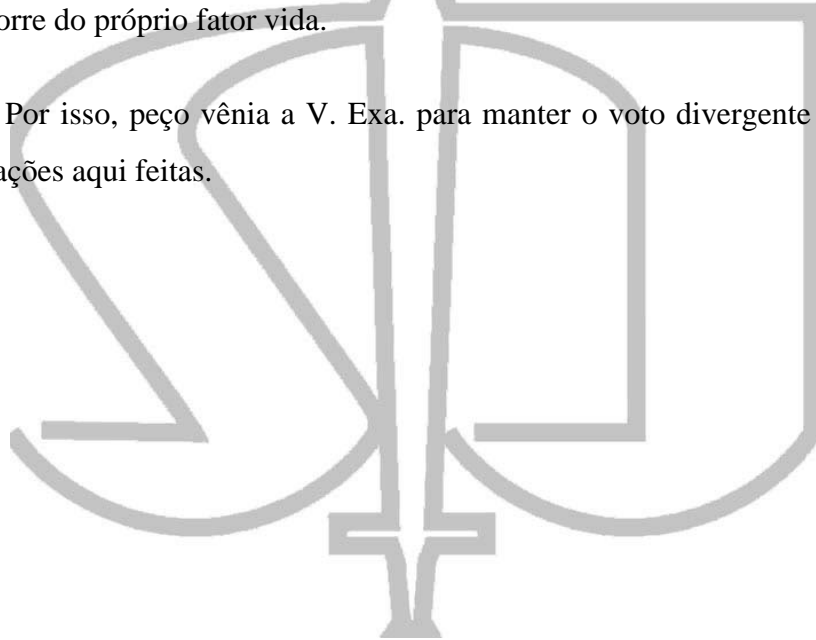 orre do próprio fator vida.
Por isso, peço vênia a V. Exa. para manter o voto divergente
ações aqui feitas.